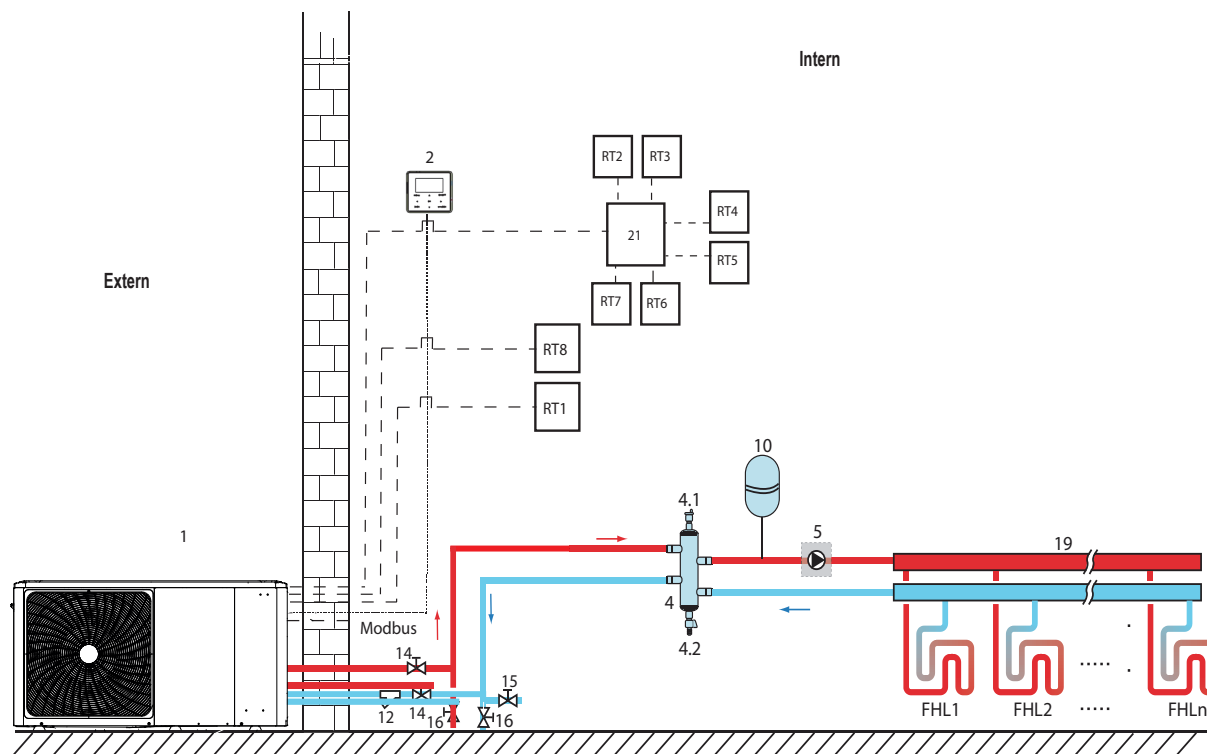 Intern
RT2
RT3
2
RT4
21
RT5
Extern
RT7
RT6
RT8
RT1
10
4.1
1
5
19
4
Modbus
4.2
14
15
12
14
16
16
.....
.....
FHL1
FHL2
FHLn